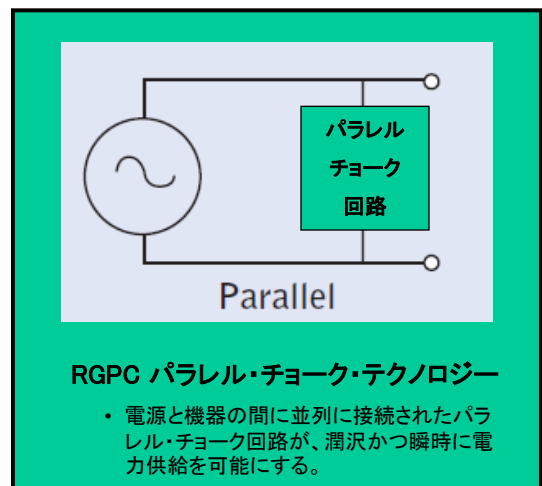 パラレル
チョーク
回路
Parallel
RGPC パラレル・チョーク・テクノロジー
• 電源と機器の間に並列に接続されたパラ
レル・チョーク回路が、潤沢かつ瞬時に電
力供給を可能にする。